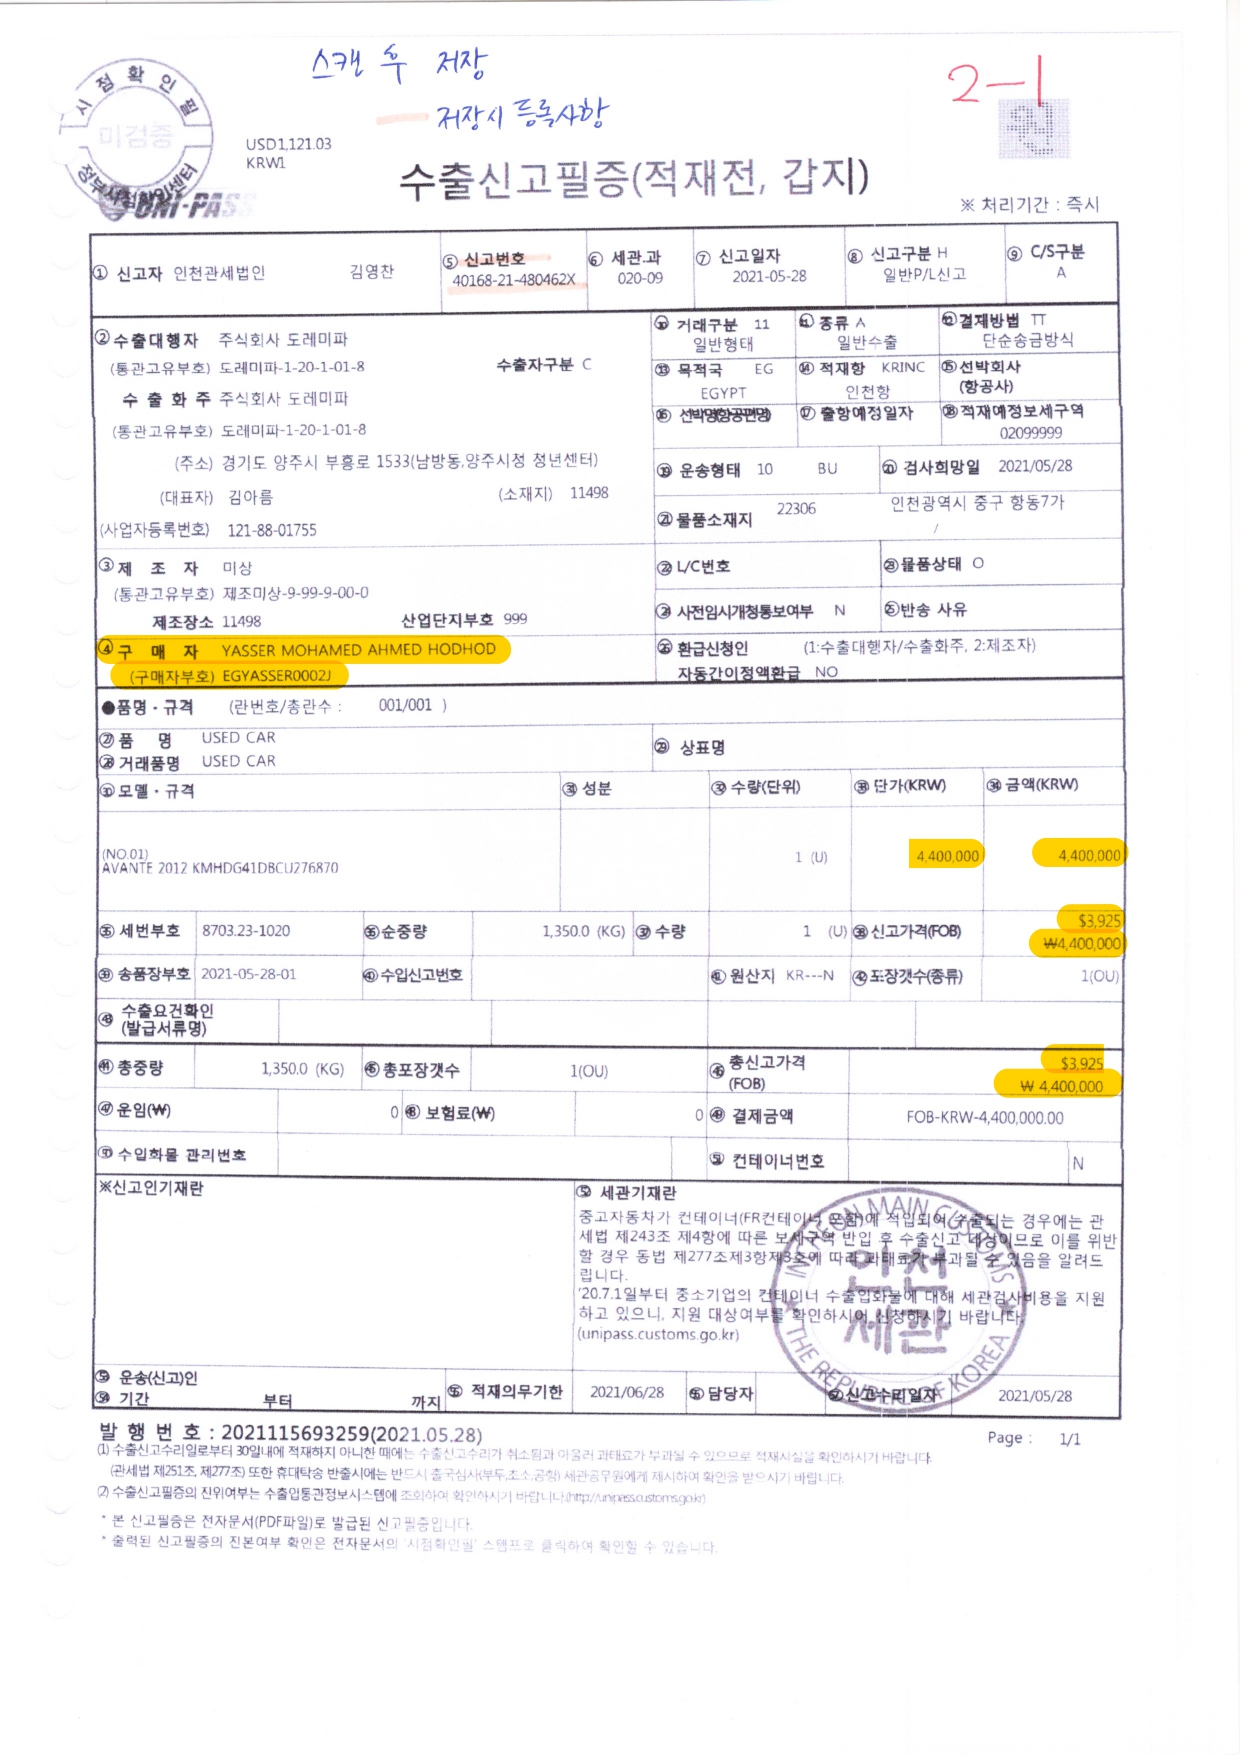 스캔 후 저장
저장시 등록사항
2-1
시점확인필
미검증
정부시점확인센터
UNI-PASS
원
USD1,121.03
KRW1
수출신고필증(적재전, 갑지)
※ 처리기간 : 즉시
① 신고자 인천관세법인 김영찬
⑤ 신고번호
40168-21-480462X
⑥ 세관.과
020-09
⑦ 신고일자
2021-05-28
⑧ 신고구분 H
일반P/L신고
⑨ C/S구분
A
② 수출대행자 주식회사 도레미파
(통관고유부호) 도레미파-1-20-1-01-8 수출자구분 C
수 출 화 주 주식회사 도레미파
(통관고유부호) 도레미파-1-20-1-01-8
(주소) 경기도 양주시 부흥로 1533(남방동,양주시청 청년센터)
(대표자) 김아름 (소재지) 11498
(사업자등록번호) 121-88-01755
⑩ 거래구분 11
일반형태
⑪ 종류 A
일반수출
⑫ 결제방법 TT
단순송금방식
⑬ 목적국 EG
EGYPT
⑭ 적재항 KRINC
인천항
⑮ 선박회사
(항공사)
⑯ 선박명(항공편명)
⑰ 출항예정일자
⑱ 적재예정보세구역
02099999
⑲ 운송형태 10 BU
⑳ 검사희망일 2021/05/28
㉑ 물품소재지 22306 인천광역시 중구 항동7가
/
③ 제 조 자 미상
(통관고유부호) 제조미상-9-99-9-00-0
제조장소 11498 산업단지부호 999
㉒ L/C번호
㉓ 물품상태 O
㉔ 사전임시개청통보여부 N
㉕ 반송 사유
④ 구 매 자 YASSER MOHAMED AHMED HODHOD
(구매자부호) EGYASSER0002J
㉖ 환급신청인 (1:수출대행자/수출화주, 2:제조자)
자동간이정액환급 NO
●품명ㆍ규격 (란번호/총란수 : 001/001 )
㉗ 품 명 USED CAR
㉘ 거래품명 USED CAR
㉙ 상표명
㉚ 모델ㆍ규격
㉛ 성분
㉜ 수량(단위)
㉝ 단가(KRW)
㉞ 금액(KRW)
(NO.01)
AVANTE 2012 KMHDG41DBCU276870
1 (U)
4,400,000
4,400,000
㉟ 세번부호 8703.23-1020
㊱ 순중량 1,350.0 (KG)
㊲ 수량 1 (U)
㊳ 신고가격(FOB)
$3,925
₩4,400,000
㊴ 송품장부호 2021-05-28-01
㊵ 수입신고번호
㊶ 원산지 KR---N
㊷ 포장갯수(종류) 1(OU)
㊸ 수출요건확인
(발급서류명)
㊹ 총중량 1,350.0 (KG)
㊺ 총포장갯수 1(OU)
㊻ 총신고가격
(FOB)
$3,925
₩ 4,400,000
㊼ 운임(₩) 0
㊽ 보험료(₩) 0
㊾ 결제금액 FOB-KRW-4,400,000.00
㊿ 수입화물 관리번호
컨테이너번호 N
※신고인기재란
세관기재란
중고자동차가 컨테이너(FR컨테이너 포함)에 적입되어 수출되는 경우에는 관
세법 제243조 제4항에 따른 보세구역 반입 후 수출신고 대상이므로 이를 위반
할 경우 동법 제277조제3항제3호에 따라 과태료가 부과될 수 있음을 알려드
립니다.
'20.7.1일부터 중소기업의 컨테이너 수출입화물에 대해 세관검사비용을 지원
하고 있으니, 지원 대상여부를 확인하시어 신청하시기 바랍니다.
(unipass.customs.go.kr)
INCHEON MAIN CUSTOMS
인천
세관
THE REPUBLIC OF KOREA
운송(신고)인
기간 부터 까지
적재의무기한 2021/06/28
담당자
신고수리일자 2021/05/28
발 행 번 호 : 2021115693259(2021.05.28)
Page : 1/1
(1) 수출신고수리일로부터 30일내에 적재하지 아니한 때에는 수출신고수리가 취소됨과 아울러 과태료가 부과될 수 있으므로 적재사실을 확인하시기 바랍니다.
(관세법 제251조, 제277조) 또한 휴대탁송 반출시에는 반드시 출국심사(부두,초소,공항) 세관공무원에게 제시하여 확인을 받으시기 바랍니다.
(2) 수출신고필증의 진위여부는 수출입통관정보시스템에 조회하여 확인하시기 바랍니다.(http://unipass.customs.go.kr)
* 본 신고필증은 전자문서(PDF파일)로 발급된 신고필증입니다.
* 출력된 신고필증의 진본여부 확인은 전자문서의 '시점확인필' 스탬프로 클릭하여 확인할 수 있습니다.